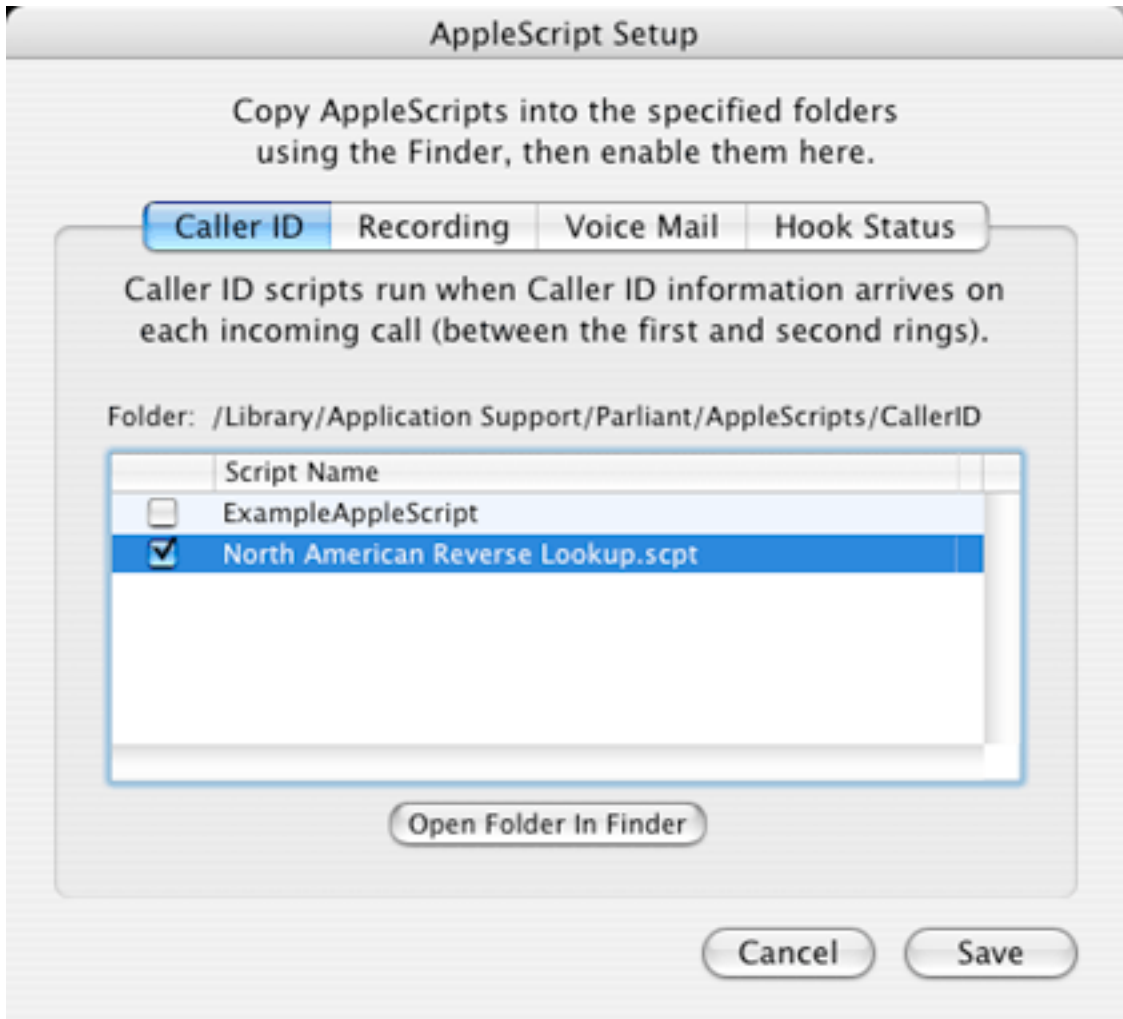 AppleScript Setup
Copy AppleScripts into the specified folders
using the Finder, then enable them here.
Caller ID Recording Voice Mail Hook Status
Caller ID scripts run when Caller ID information arrives on
each incoming call (between the first and second rings).
Folder: /Library/Application Support/Parliant/AppleScripts/CallerID
Script Name
ExampleAppleScript
North American Reverse Lookup.scpt
Open Folder In Finder
Cancel Save